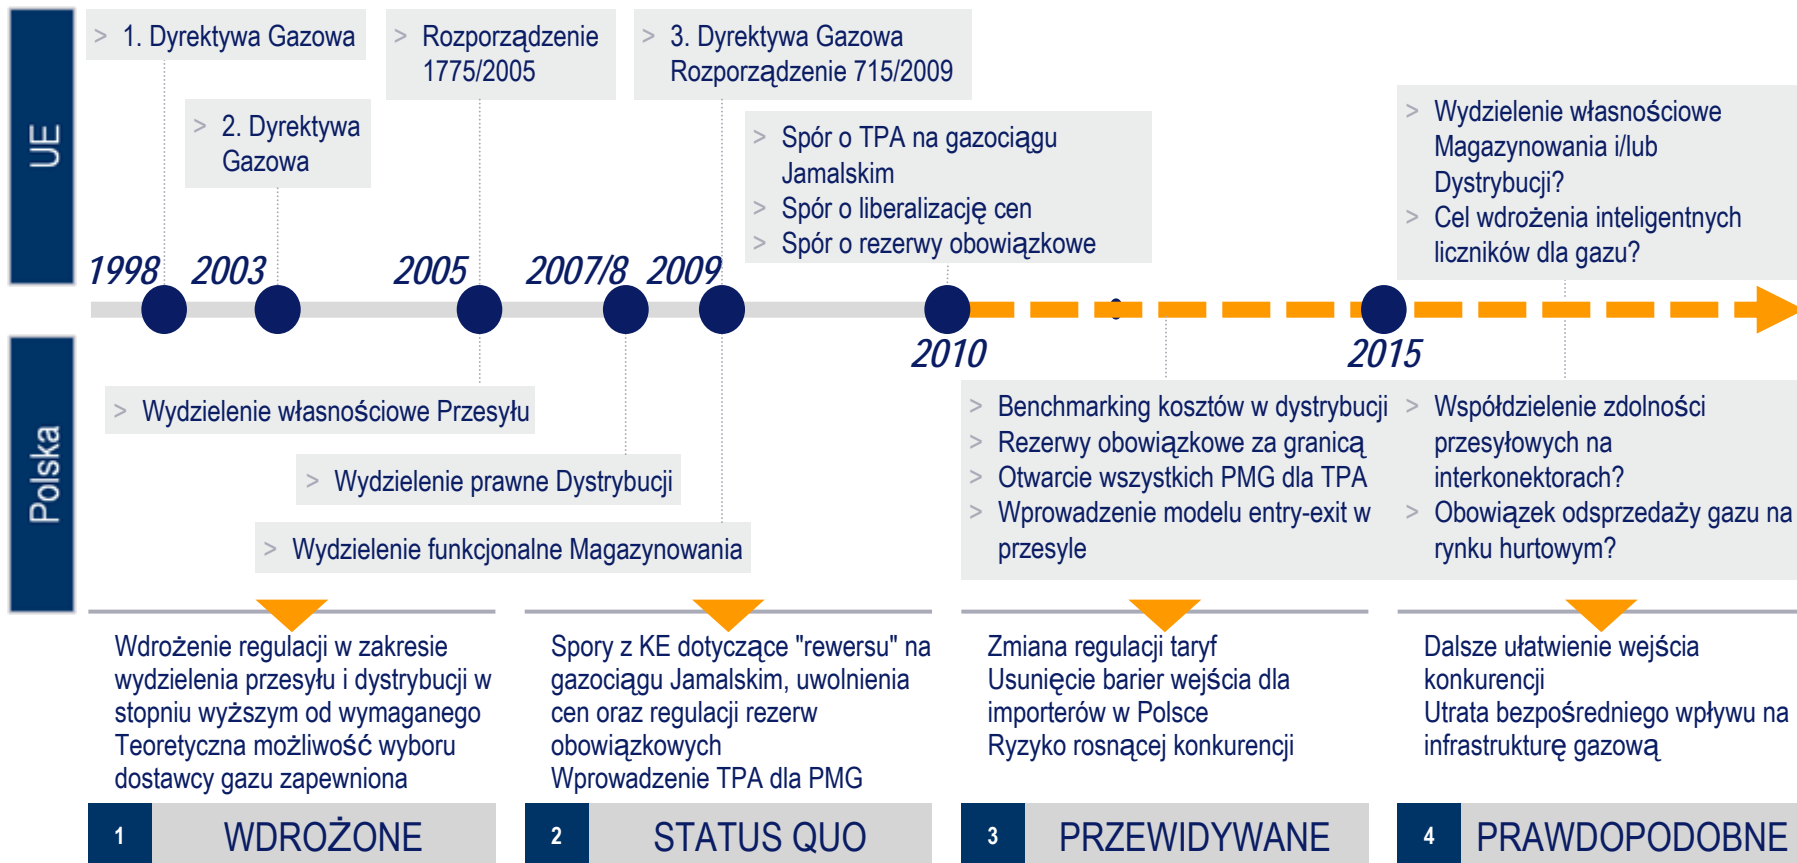 UE
> 1. Dyrektywa Gazowa
> 2. Dyrektywa
Gazowa
> Rozporządzenie
1775/2005
> 3. Dyrektywa Gazowa
Rozporządzenie 715/2009
> Spór o TPA na gazociągu
Jamalskim
> Spór o liberalizację cen
> Spór o rezerwy obowiązkowe
> Wydzielenie własnościowe
Magazynowania i/lub
Dystrybucji?
> Cel wdrożenia inteligentnych
liczników dla gazu?
1998
2003
2005
2007/8
2009
2010
2015
Polska
> Wydzielenie własnościowe Przesyłu
> Wydzielenie prawne Dystrybucji
> Wydzielenie funkcjonalne Magazynowania
> Benchmarking kosztów w dystrybucji
> Rezerwy obowiązkowe za granicą
> Otwarcie wszystkich PMG dla TPA
> Wprowadzenie modelu entry-exit w
przesyle
> Współdzielenie zdolności
przesyłowych na
interkonektorach?
> Obowiązek odsprzedaży gazu na
rynku hurtowym?
Wdrożenie regulacji w zakresie
wydzielenia przesyłu i dystrybucji w
stopniu wyższym od wymaganego
Teoretyczna możliwość wyboru
dostawcy gazu zapewniona
1 WDROŻONE
Spory z KE dotyczące "rewersu" na
gazociągu Jamalskim, uwolnienia
cen oraz regulacji rezerw
obowiązkowych
Wprowadzenie TPA dla PMG
2 STATUS QUO
Zmiana regulacji taryf
Usunięcie barier wejścia dla
importerów w Polsce
Ryzyko rosnącej konkurencji
3 PRZEWIDYWANE
Dalsze ułatwienie wejścia
konkurencji
Utrata bezpośredniego wpływu na
infrastrukturę gazową
4 PRAWDOPODOBNE